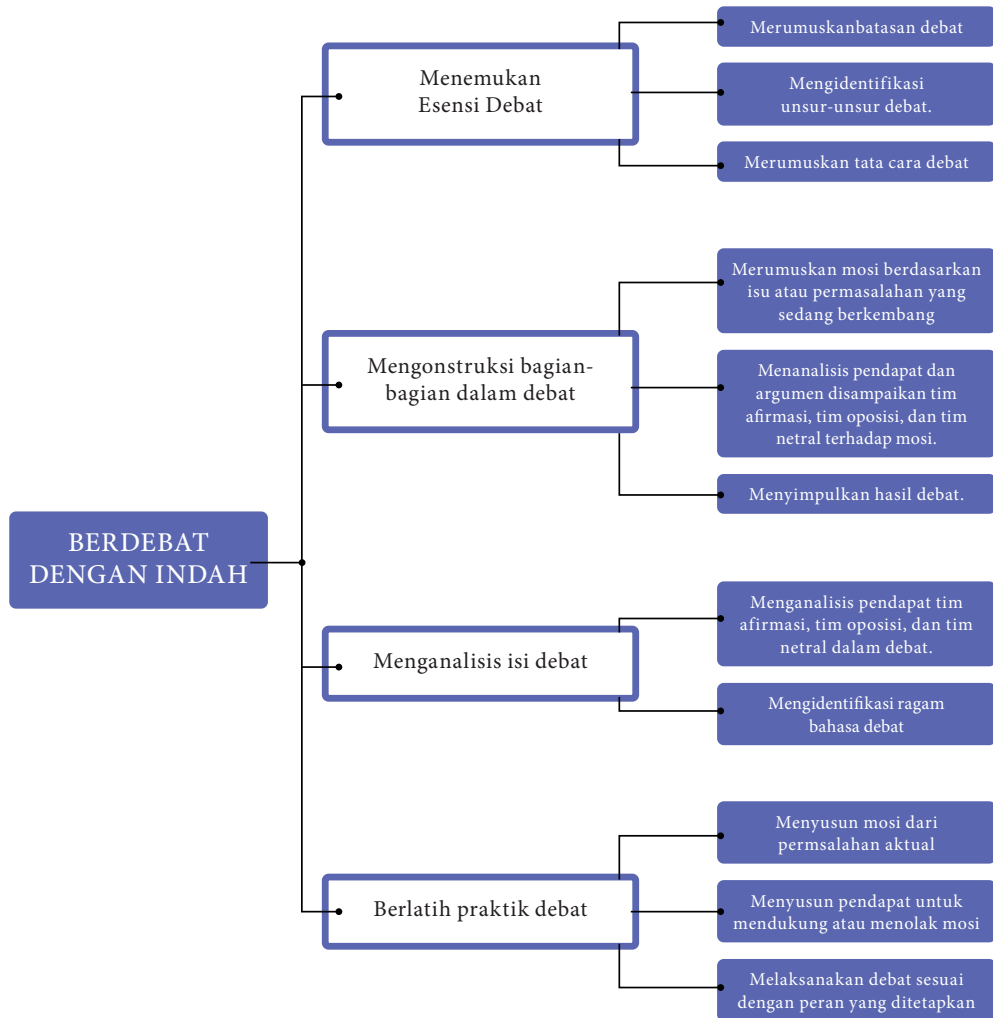 BERDEBAT
DENGAN INDAH
Menemukan
Esensi Debat
Merumuskanbatasan debat
Mengidentifikasi
unsur-unsur debat.
Merumuskan tata cara debat
Mengonstruksi bagian-
bagian dalam debat
Merumuskan mosi berdasarkan
isu atau permasalahan yang
sedang berkembang
Menanalisis pendapat dan
argumen disampaikan tim
afirmasi, tim oposisi, dan tim
netral terhadap mosi.
Menyimpulkan hasil debat.
Menganalisis isi debat
Menganalisis pendapat tim
afirmasi, tim oposisi, dan tim
netral dalam debat.
Mengidentifikasi ragam
bahasa debat
Berlatih praktik debat
Menyusun mosi dari
permsalahan aktual
Menyusun pendapat untuk
mendukung atau menolak mosi
Melaksanakan debat sesuai
dengan peran yang ditetapkan